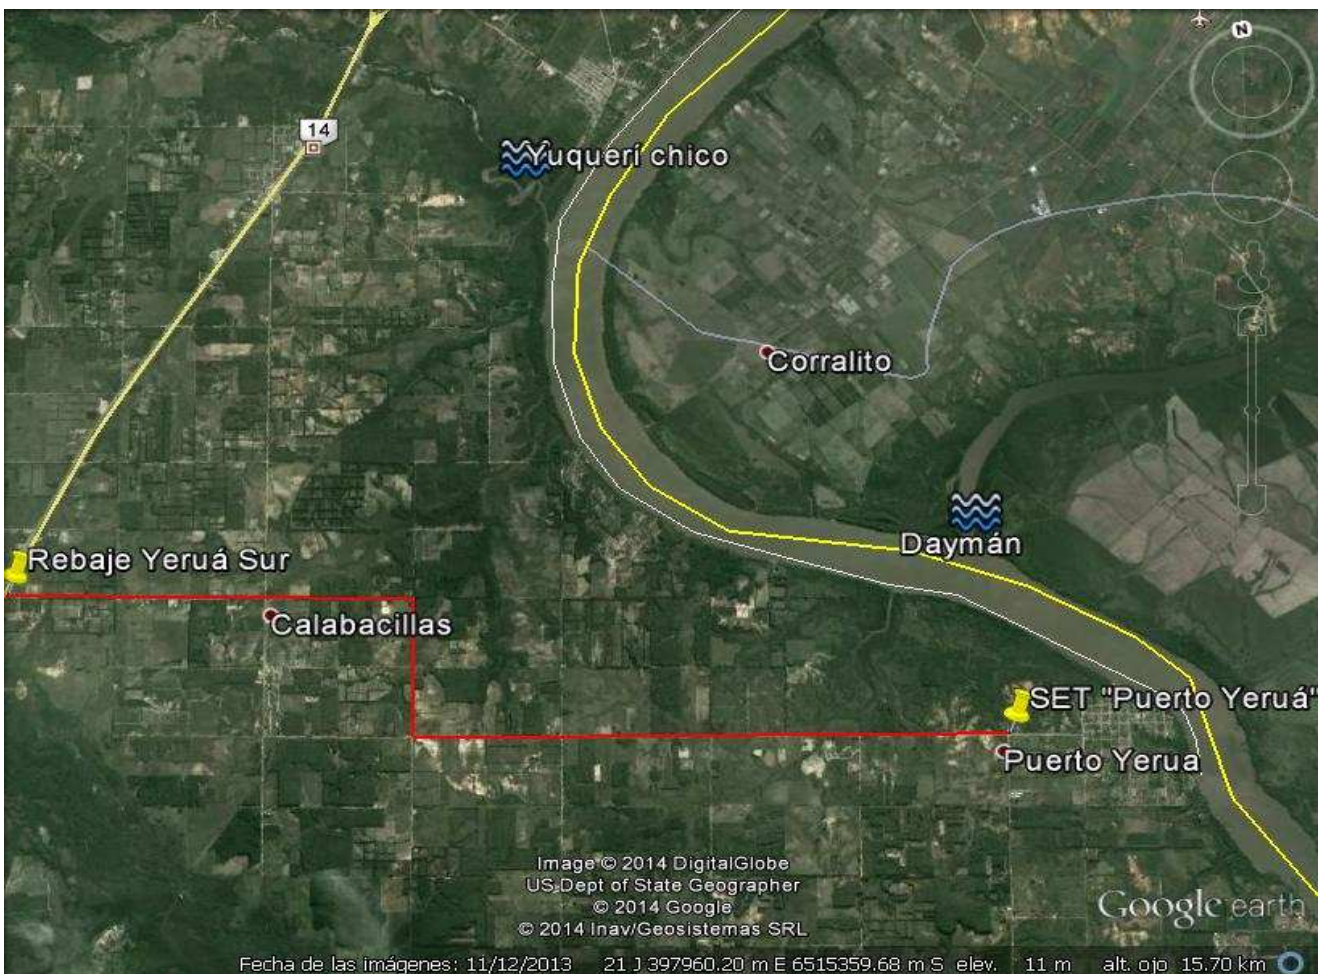 N
14
Yuquerí chico
Corralito
Daymán
Rebaje Yeruá Sur
Calabacillas
SET "Puerto Yeruá"
Puerto Yerua
Image © 2014 DigitalGlobe
US Dept of State Geographer
© 2014 Google
© 2014 Inav/Geosistemas SRL
Google earth
Fecha de las imágenes: 11/12/2013 21 J 397960.20 m E 6515359.68 m S elev. 11 m alt. ojo 15.70 km